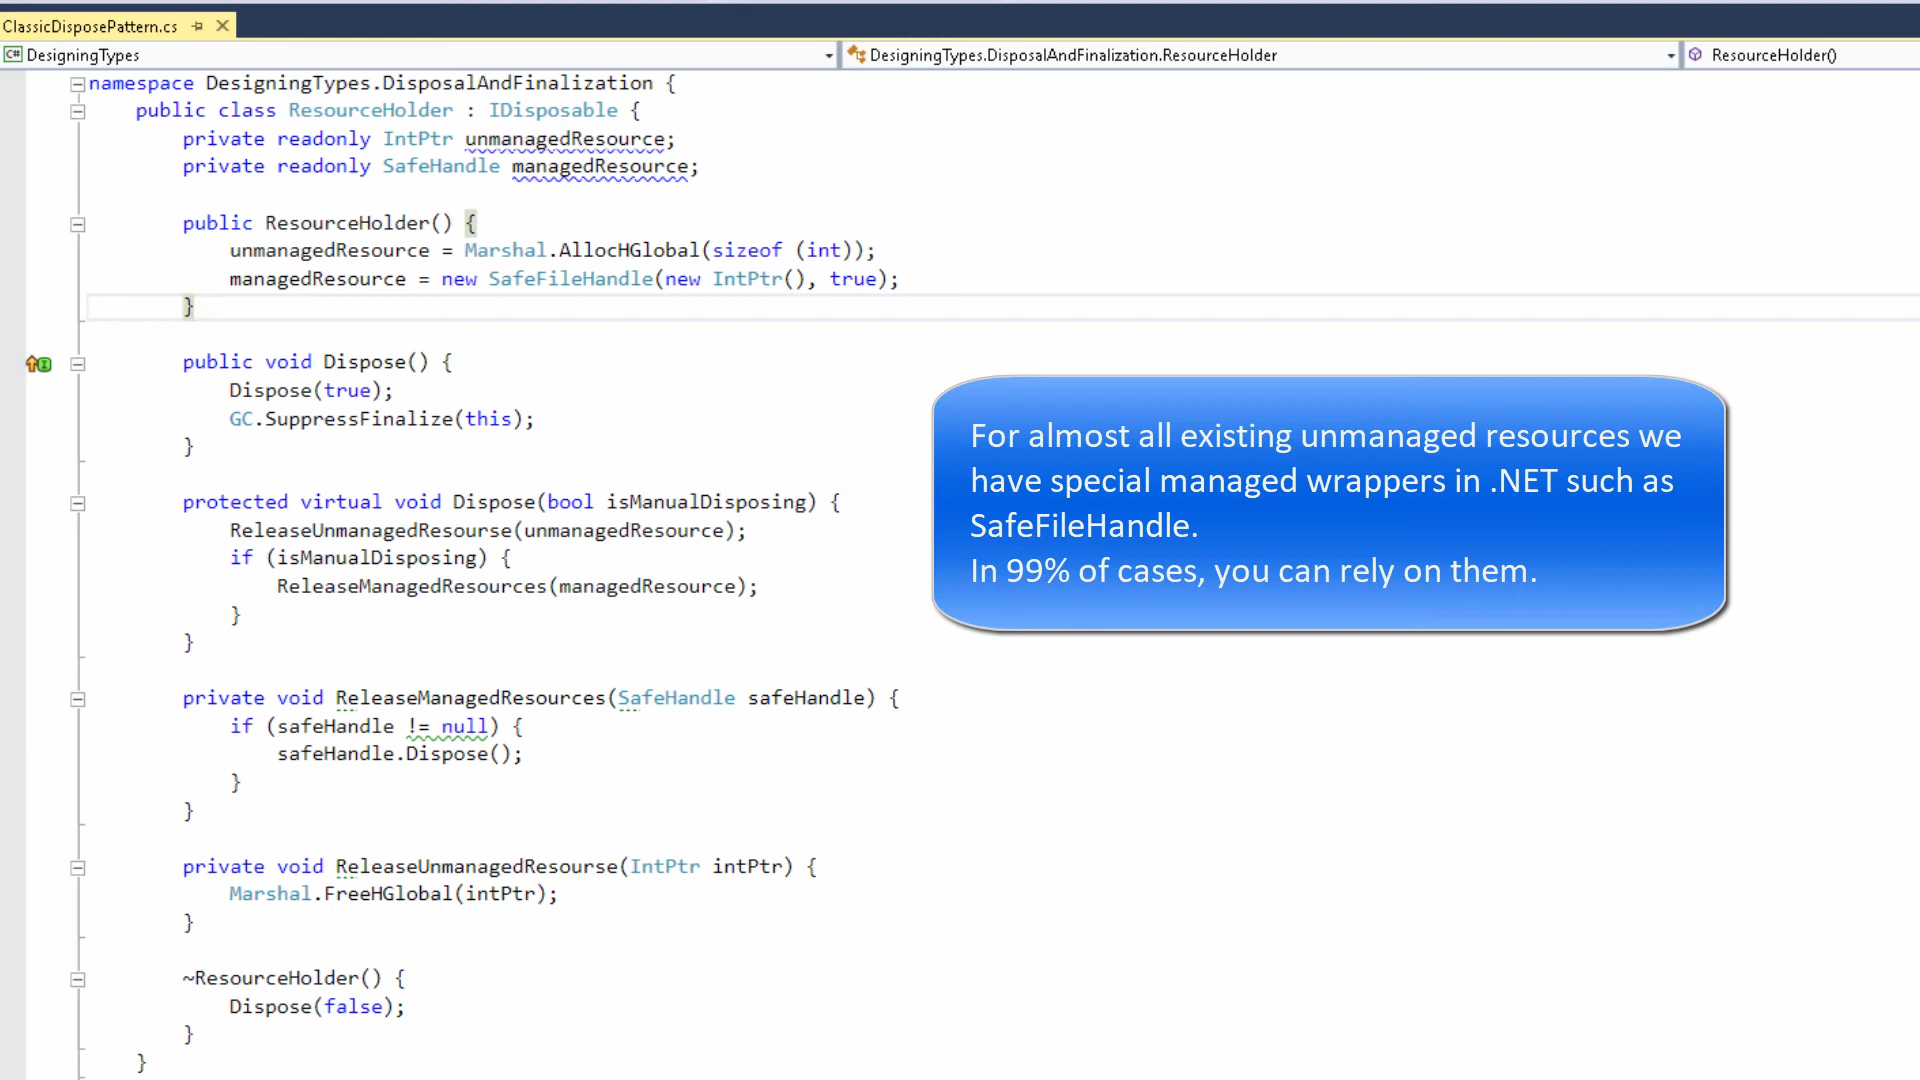 ClassicDisposePattern.cs
DesigningTypes
DesigningTypes.DisposalAndFinalization.ResourceHolder
ResourceHolder()
namespace DesigningTypes.DisposalAndFinalization {
public class ResourceHolder : IDisposable {
private readonly IntPtr unmanagedResource;
private readonly SafeHandle managedResource;
public ResourceHolder() {
unmanagedResource = Marshal.AllocHGlobal(sizeof (int));
managedResource = new SafeFileHandle(new IntPtr(), true);
}
public void Dispose() {
Dispose(true);
GC.SuppressFinalize(this);
}
protected virtual void Dispose(bool isManualDisposing) {
ReleaseUnmanagedResourse(unmanagedResource);
if (isManualDisposing) {
ReleaseManagedResources(managedResource);
}
}
private void ReleaseManagedResources(SafeHandle safeHandle) {
if (safeHandle != null) {
safeHandle.Dispose();
}
}
private void ReleaseUnmanagedResourse(IntPtr intPtr) {
Marshal.FreeHGlobal(intPtr);
}
~ResourceHolder() {
Dispose(false);
}
}
For almost all existing unmanaged resources we
have special managed wrappers in .NET such as
SafeFileHandle.
In 99% of cases, you can rely on them.